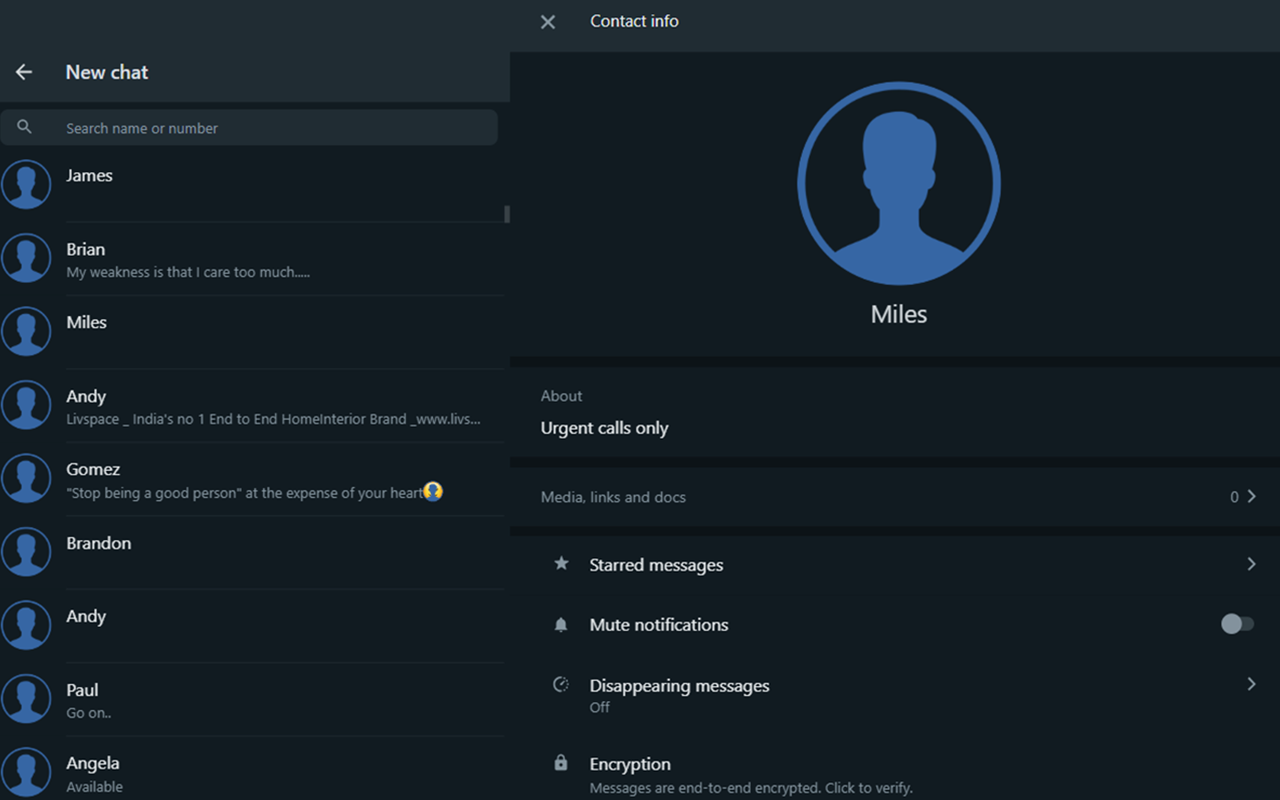 New chat
Search name or number
James
Brian
My weakness is that I care too much.....
Miles
Andy
Livspace _ India's no 1 End to End HomeInterior Brand _www.livs...
Gomez
"Stop being a good person" at the expense of your heart
Brandon
Andy
Paul
Go on..
Angela
Available
Contact info
Miles
About
Urgent calls only
Media, links and docs 0
Starred messages
Mute notifications
Disappearing messages
Off
Encryption
Messages are end-to-end encrypted. Click to verify.